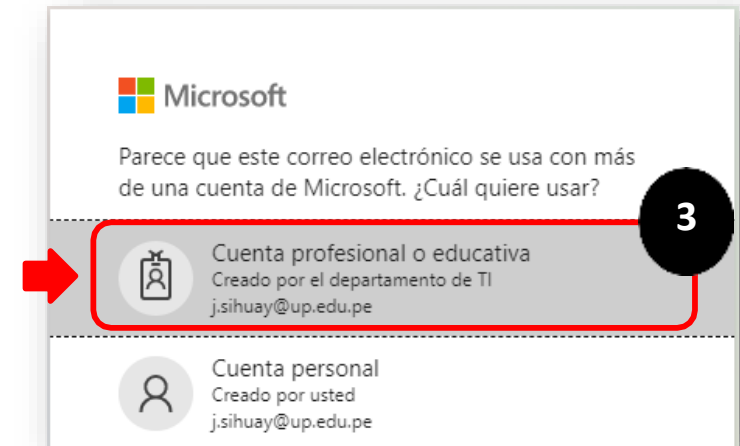 Microsoft
Parece que este correo electrónico se usa con más
de una cuenta de Microsoft. ¿Cuál quiere usar?
3
Cuenta profesional o educativa
Creado por el departamento de TI
j.sihuay@up.edu.pe
Cuenta personal
Creado por usted
j.sihuay@up.edu.pe